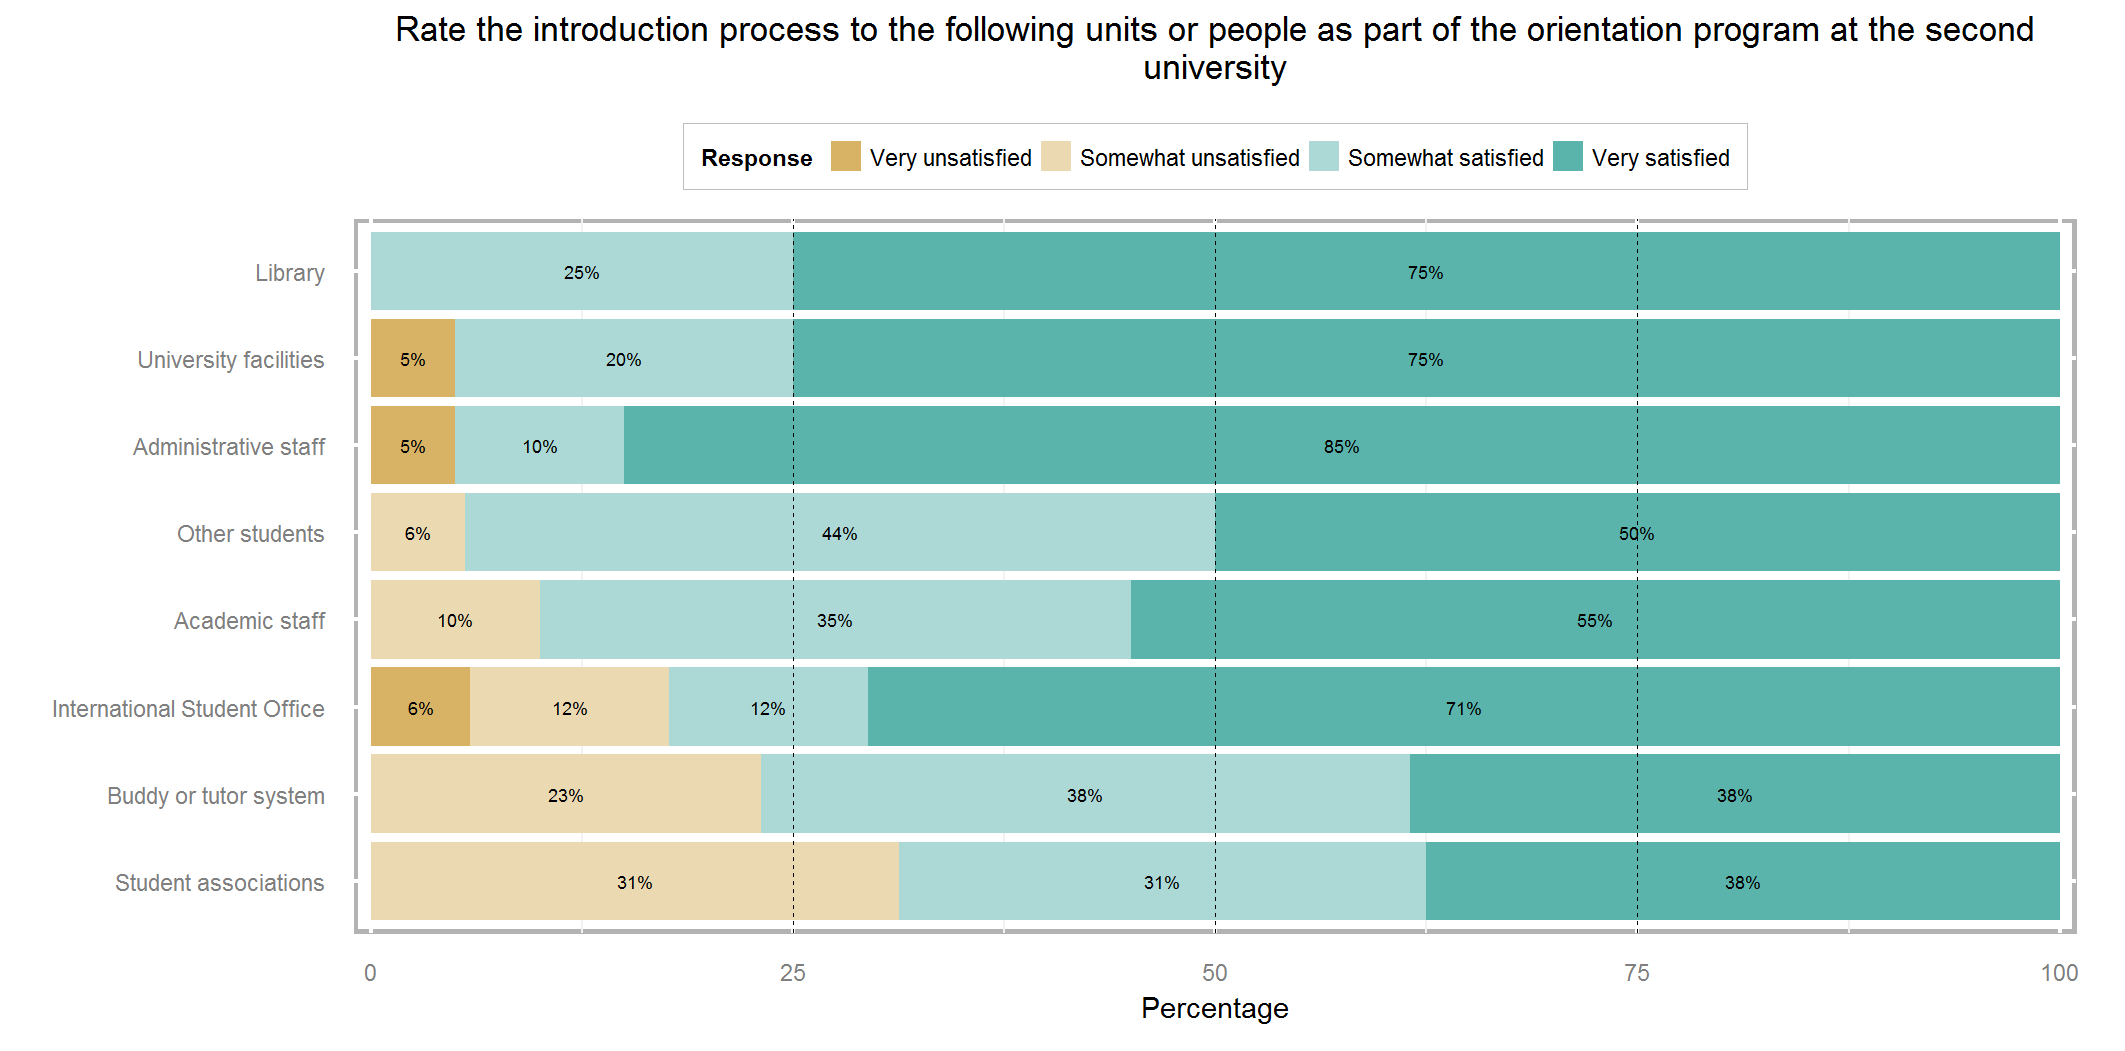 Rate the introduction process to the following units or people as part of the orientation program at the second
university
Response Very unsatisfied Somewhat unsatisfied Somewhat satisfied Very satisfied
Library 25% 75%
University facilities 5% 20% 75%
Administrative staff 5% 10% 85%
Other students 6% 44% 50%
Academic staff 10% 35% 55%
International Student Office 6% 12% 12% 71%
Buddy or tutor system 23% 38% 38%
Student associations 31% 31% 38%
0 25 50 75 100
Percentage